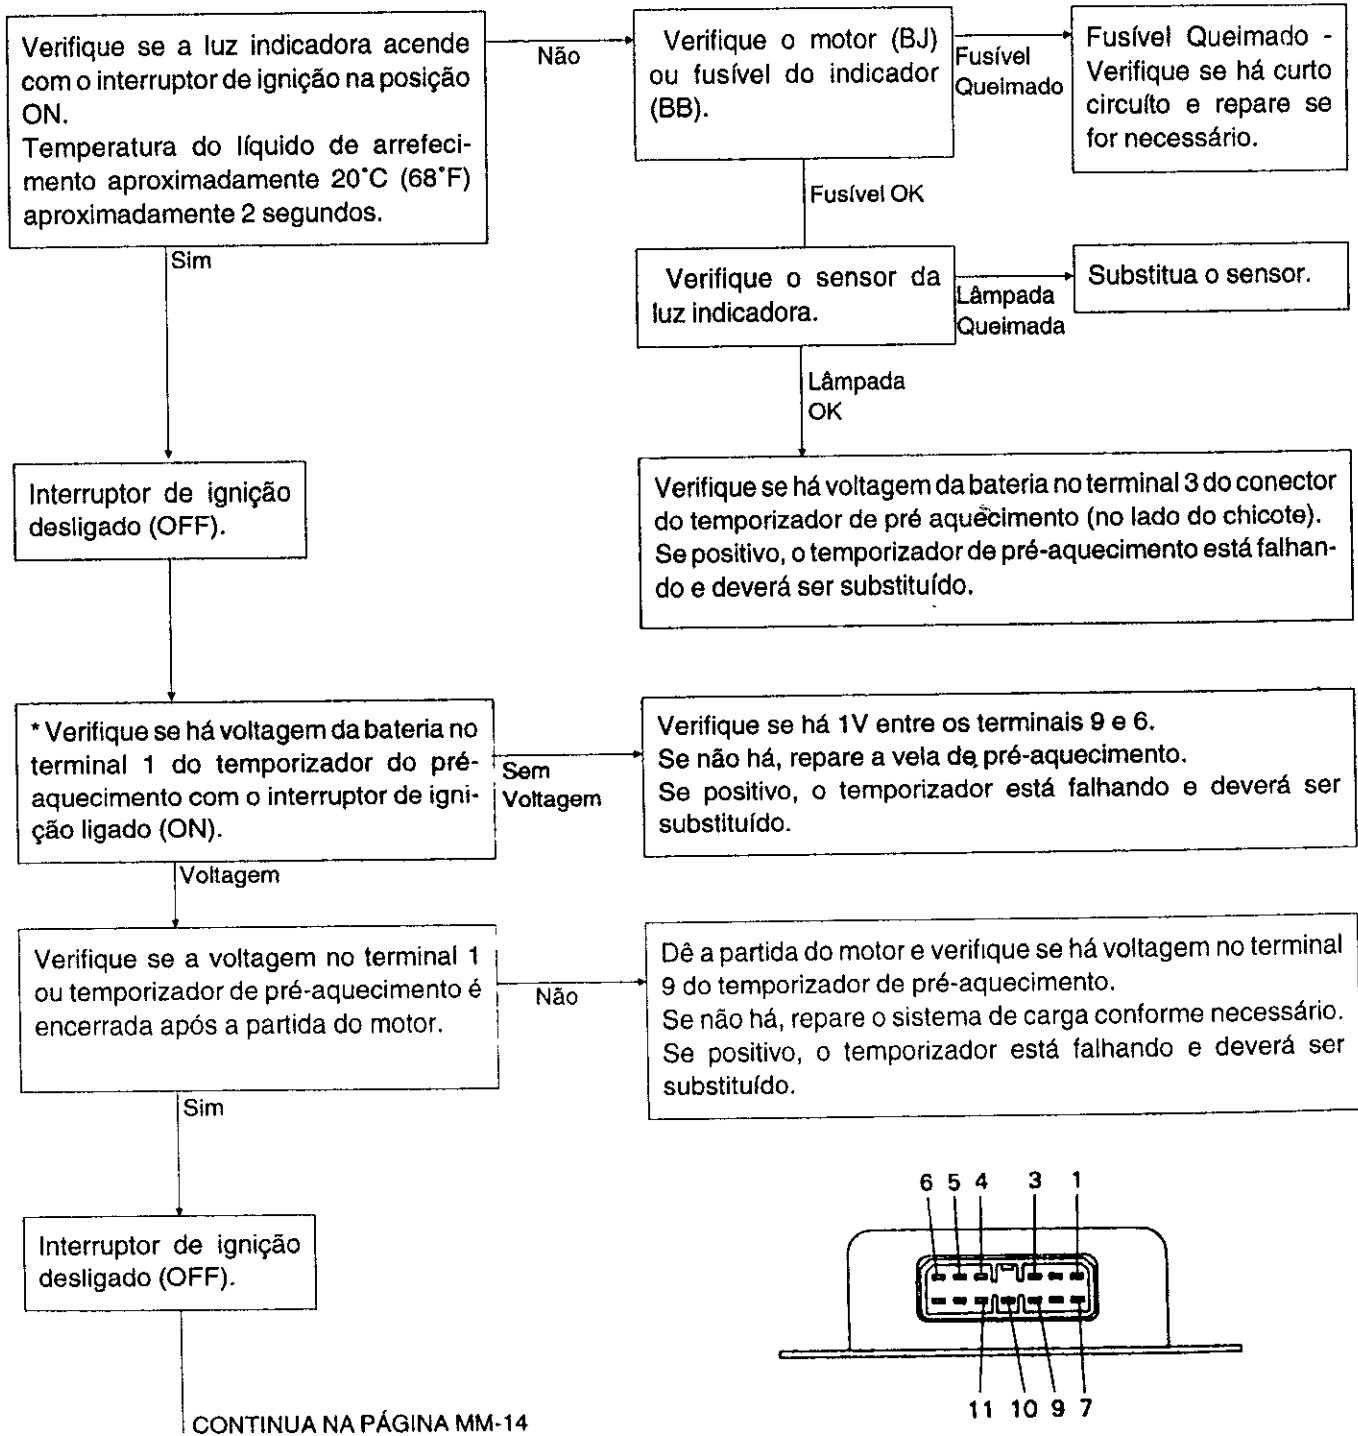 Verifique se a luz indicadora acende
com o interruptor de ignição na posição
ON.
Temperatura do líquido de arrefeci-
mento aproximadamente 20°C (68°F)
aproximadamente 2 segundos.
Não
Verifique o motor (BJ)
ou fusível do indicador
(BB).
Fusível
Queimado
Fusível Queimado -
Verifique se há curto
circuíto e repare se
for necessário.
Fusível OK
Sim
Verifique o sensor da
luz indicadora.
Lâmpada
Queimada
Substitua o sensor.
Lâmpada
OK
Interruptor de ignição
desligado (OFF).
Verifique se há voltagem da bateria no terminal 3 do conector
do temporizador de pré aquecimento (no lado do chicote).
Se positivo, o temporizador de pré-aquecimento está falhan-
do e deverá ser substituído.
* Verifique se há voltagem da bateria no
terminal 1 do temporizador do pré-
aquecimento com o interruptor de igni-
ção ligado (ON).
Sem
Voltagem
Verifique se há 1V entre os terminais 9 e 6.
Se não há, repare a vela de pré-aquecimento.
Se positivo, o temporizador está falhando e deverá ser
substituído.
Voltagem
Verifique se a voltagem no terminal 1
ou temporizador de pré-aquecimento é
encerrada após a partida do motor.
Não
Dê a partida do motor e verifique se há voltagem no terminal
9 do temporizador de pré-aquecimento.
Se não há, repare o sistema de carga conforme necessário.
Se positivo, o temporizador está falhando e deverá ser
substituído.
Sim
Interruptor de ignição
desligado (OFF).
6 5 4 3 1
11 10 9 7
CONTINUA NA PÁGINA MM-14